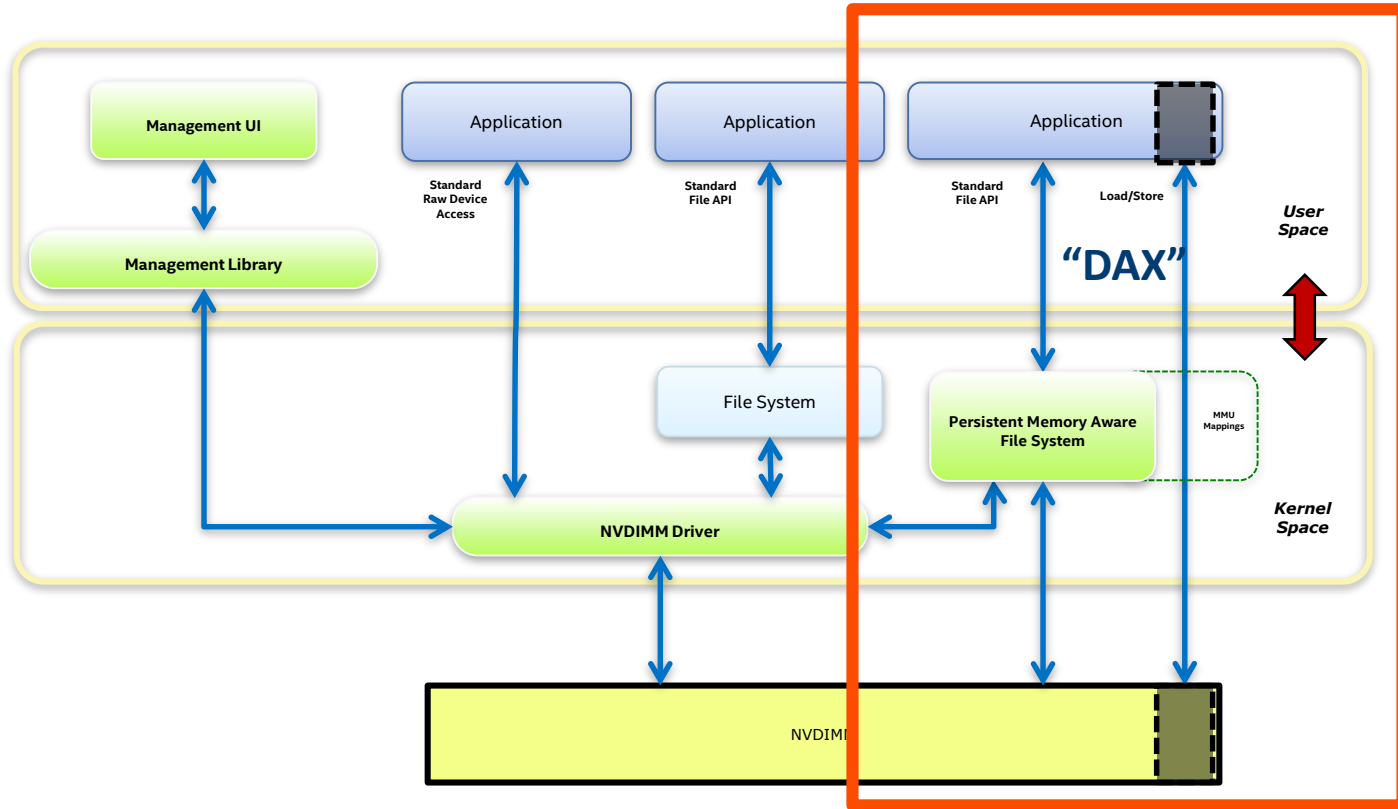 Management UI
Application
Application
Application
Standard
Raw Device
Access
Standard
File API
Standard
File API
Load/Store
User
Space
Management Library
“DAX”
File System
Persistent Memory Aware
File System
MMU
Mappings
NVDIMM Driver
Kernel
Space
NVDIMM